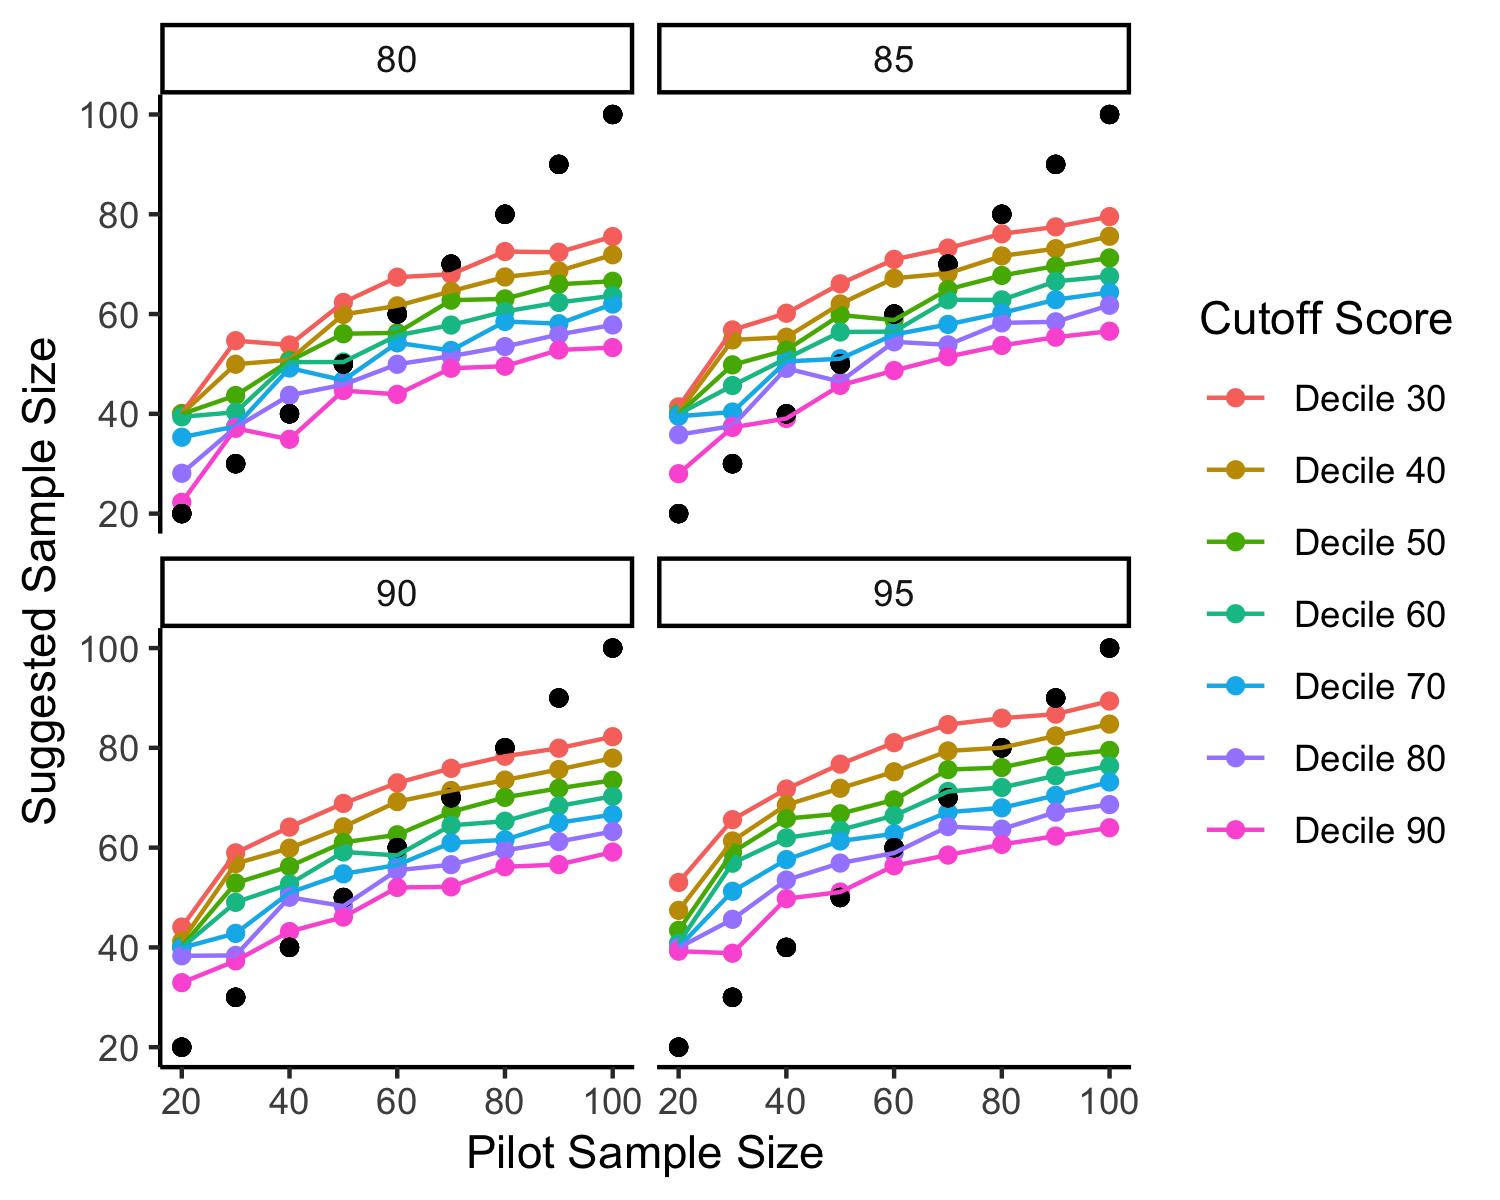 80 85
100
80
60
40
20
90 95
100
80
60
40
20
20 40 60 80 100 20 40 60 80 100
Pilot Sample Size
Suggested Sample Size
Cutoff Score
Decile 30
Decile 40
Decile 50
Decile 60
Decile 70
Decile 80
Decile 90